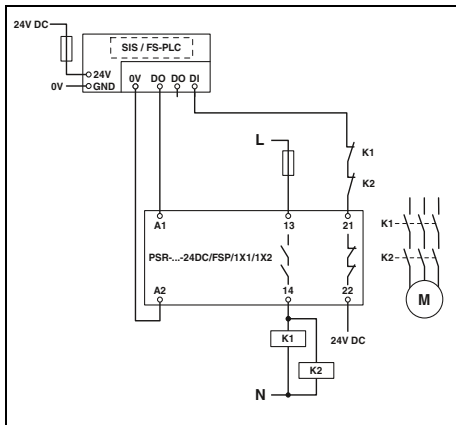 24V DC
SIS / FS-PLC
24V
0V
GND
0V DO DO DI
K1
L
K2
A1 13 21
K1
PSR-...-24DC/FSP/1X1/1X2
K2
A2 14 22
M
K1
24V DC
K2
N